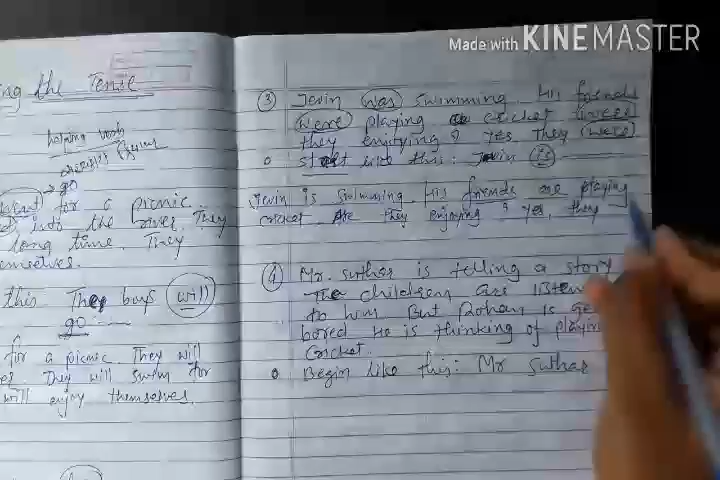 Made with KINEMASTER
ing the Tense
helping verb
went → go
for a picnic
into the river. They
long time. They
emselves.
this They boys will
go
for a picnic They will
er. They will swim for
will enjoy themselves.
③ Jevin was swimming. His friends
were playing cricket were
they enjoying? Yes they were
start like this: Jevin is
Jevin is swimming. His friends are playing
cricket. Are they enjoying? Yes, they
④ Mr. Suthar is telling a story
The children are listen
to him. But Rohan is ge
bored He is thinking of playin
cricket.
Begin like this: Mr Suthar